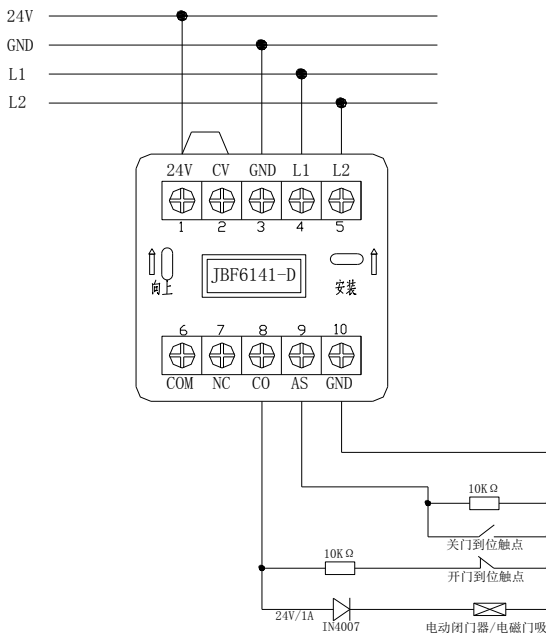 24V
GND
L1
L2
24V CV GND L1 L2
1 2 3 4 5
向上
JBF6141-D
安装
6 7 8 9 10
COM NC CO AS GND
10KΩ
关门到位触点
10KΩ
开门到位触点
24V/1A
IN4007
电动闭门器/电磁门吸